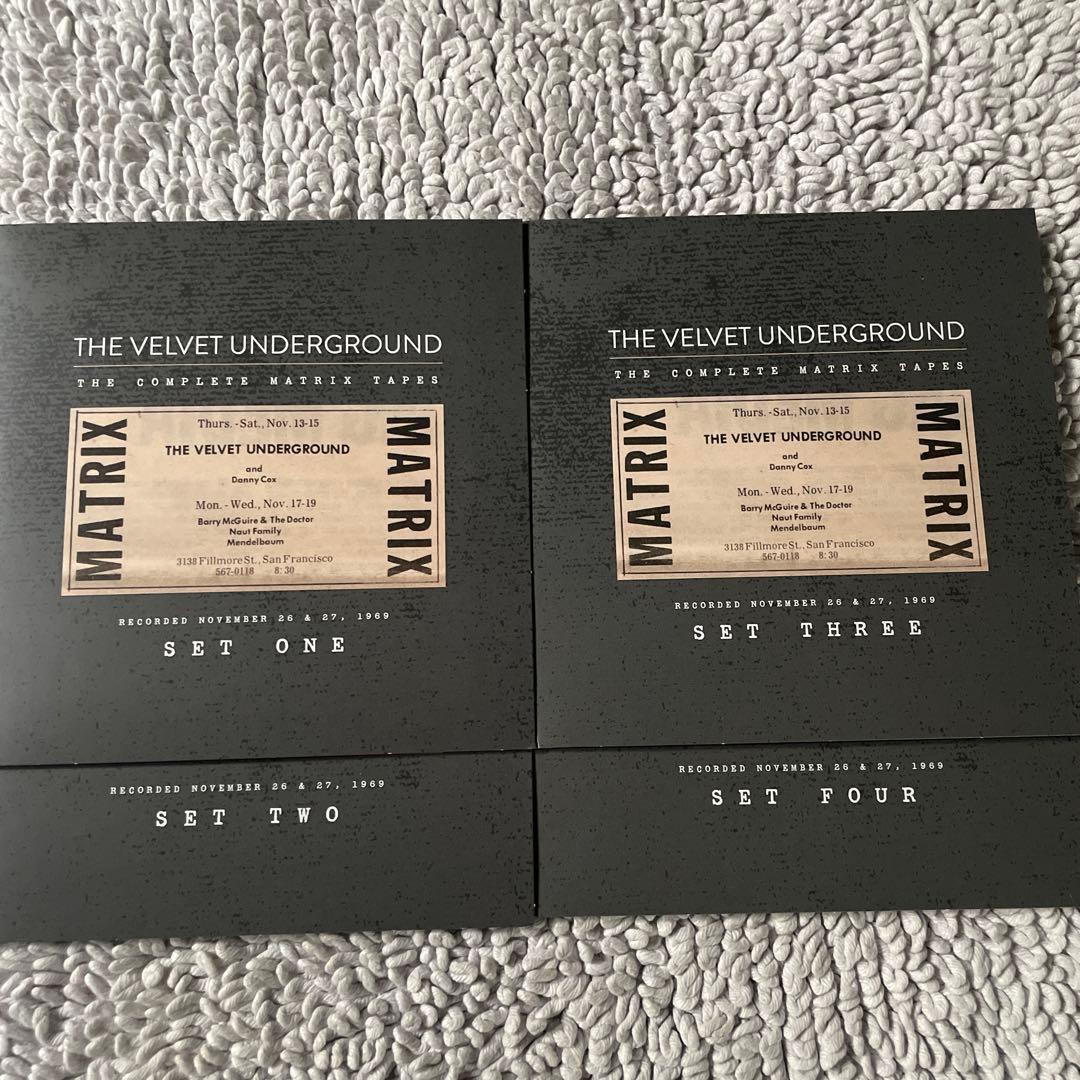 THE VELVET UNDERGROUND
THE COMPLETE MATRIX TAPES
MATRIX
Thurs. - Sat., Nov. 13-15
THE VELVET UNDERGROUND
and
Danny Cox
Mon. - Wed., Nov. 17-19
Barry McGuire & The Doctor
Naut Family
Mendelbaum
3138 Fillmore St., San Francisco
567-0118 8:30
MATRIX
RECORDED NOVEMBER 26 & 27, 1969
SET ONE
RECORDED NOVEMBER 26 & 27, 1969
SET TWO
THE VELVET UNDERGROUND
THE COMPLETE MATRIX TAPES
MATRIX
Thurs. - Sat., Nov. 13-15
THE VELVET UNDERGROUND
and
Danny Cox
Mon. - Wed., Nov. 17-19
Barry McGuire & The Doctor
Naut Family
Mendelbaum
3138 Fillmore St., San Francisco
567-0118 8:30
MATRIX
RECORDED NOVEMBER 26 & 27, 1969
SET THREE
RECORDED NOVEMBER 26 & 27, 1969
SET FOUR